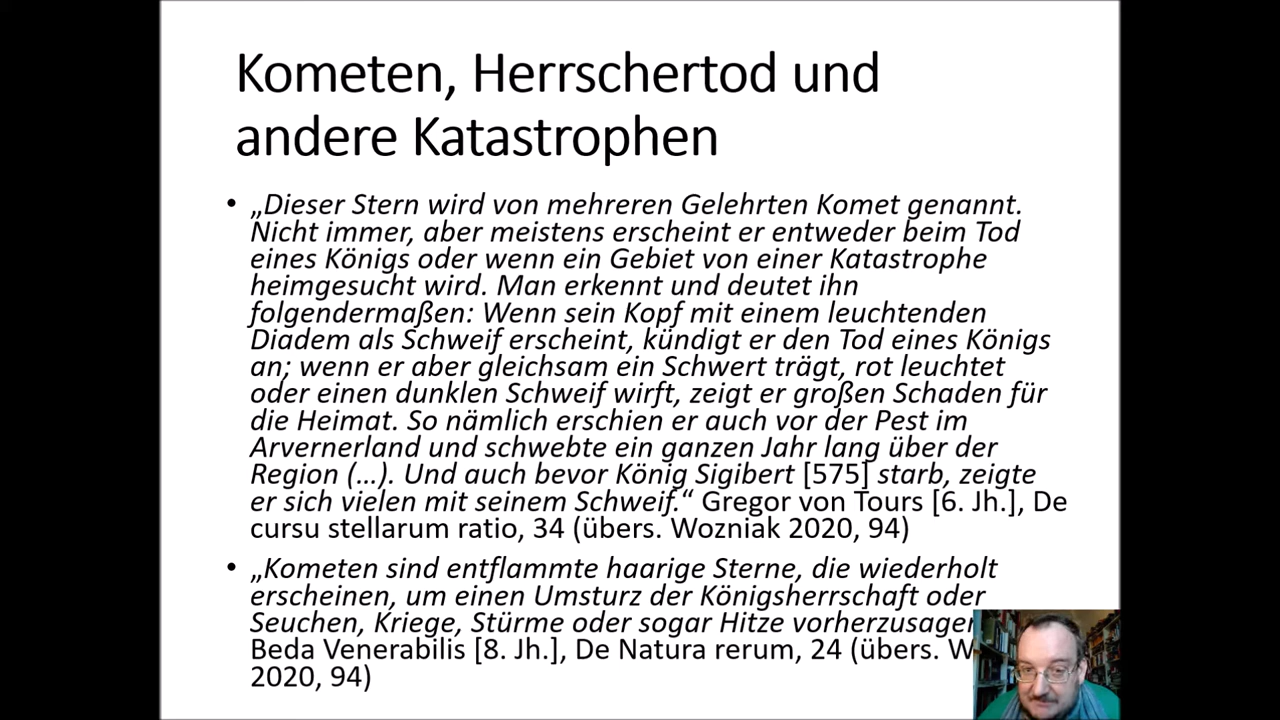 Kometen, Herrschertod und
andere Katastrophen
• „Dieser Stern wird von mehreren Gelehrten Komet genannt.
Nicht immer, aber meistens erscheint er entweder beim Tod
eines Königs oder wenn ein Gebiet von einer Katastrophe
heimgesucht wird. Man erkennt und deutet ihn
folgendermaßen: Wenn sein Kopf mit einem leuchtenden
Diadem als Schweif erscheint, kündigt er den Tod eines Königs
an; wenn er aber gleichsam ein Schwert trägt, rot leuchtet
oder einen dunklen Schweif wirft, zeigt er großen Schaden für
die Heimat. So nämlich erschien er auch vor der Pest im
Arvernerland und schwebte ein ganzen Jahr lang über der
Region (…). Und auch bevor König Sigibert [575] starb, zeigte
er sich vielen mit seinem Schweif.“ Gregor von Tours [6. Jh.], De
cursu stellarum ratio, 34 (übers. Wozniak 2020, 94)
• „Kometen sind entflammte haarige Sterne, die wiederholt
erscheinen, um einen Umsturz der Königsherrschaft oder
Seuchen, Kriege, Stürme oder sogar Hitze
Beda Venerabilis [8. Jh.], De Natura rerum, 24 (übers.
2020, 94)